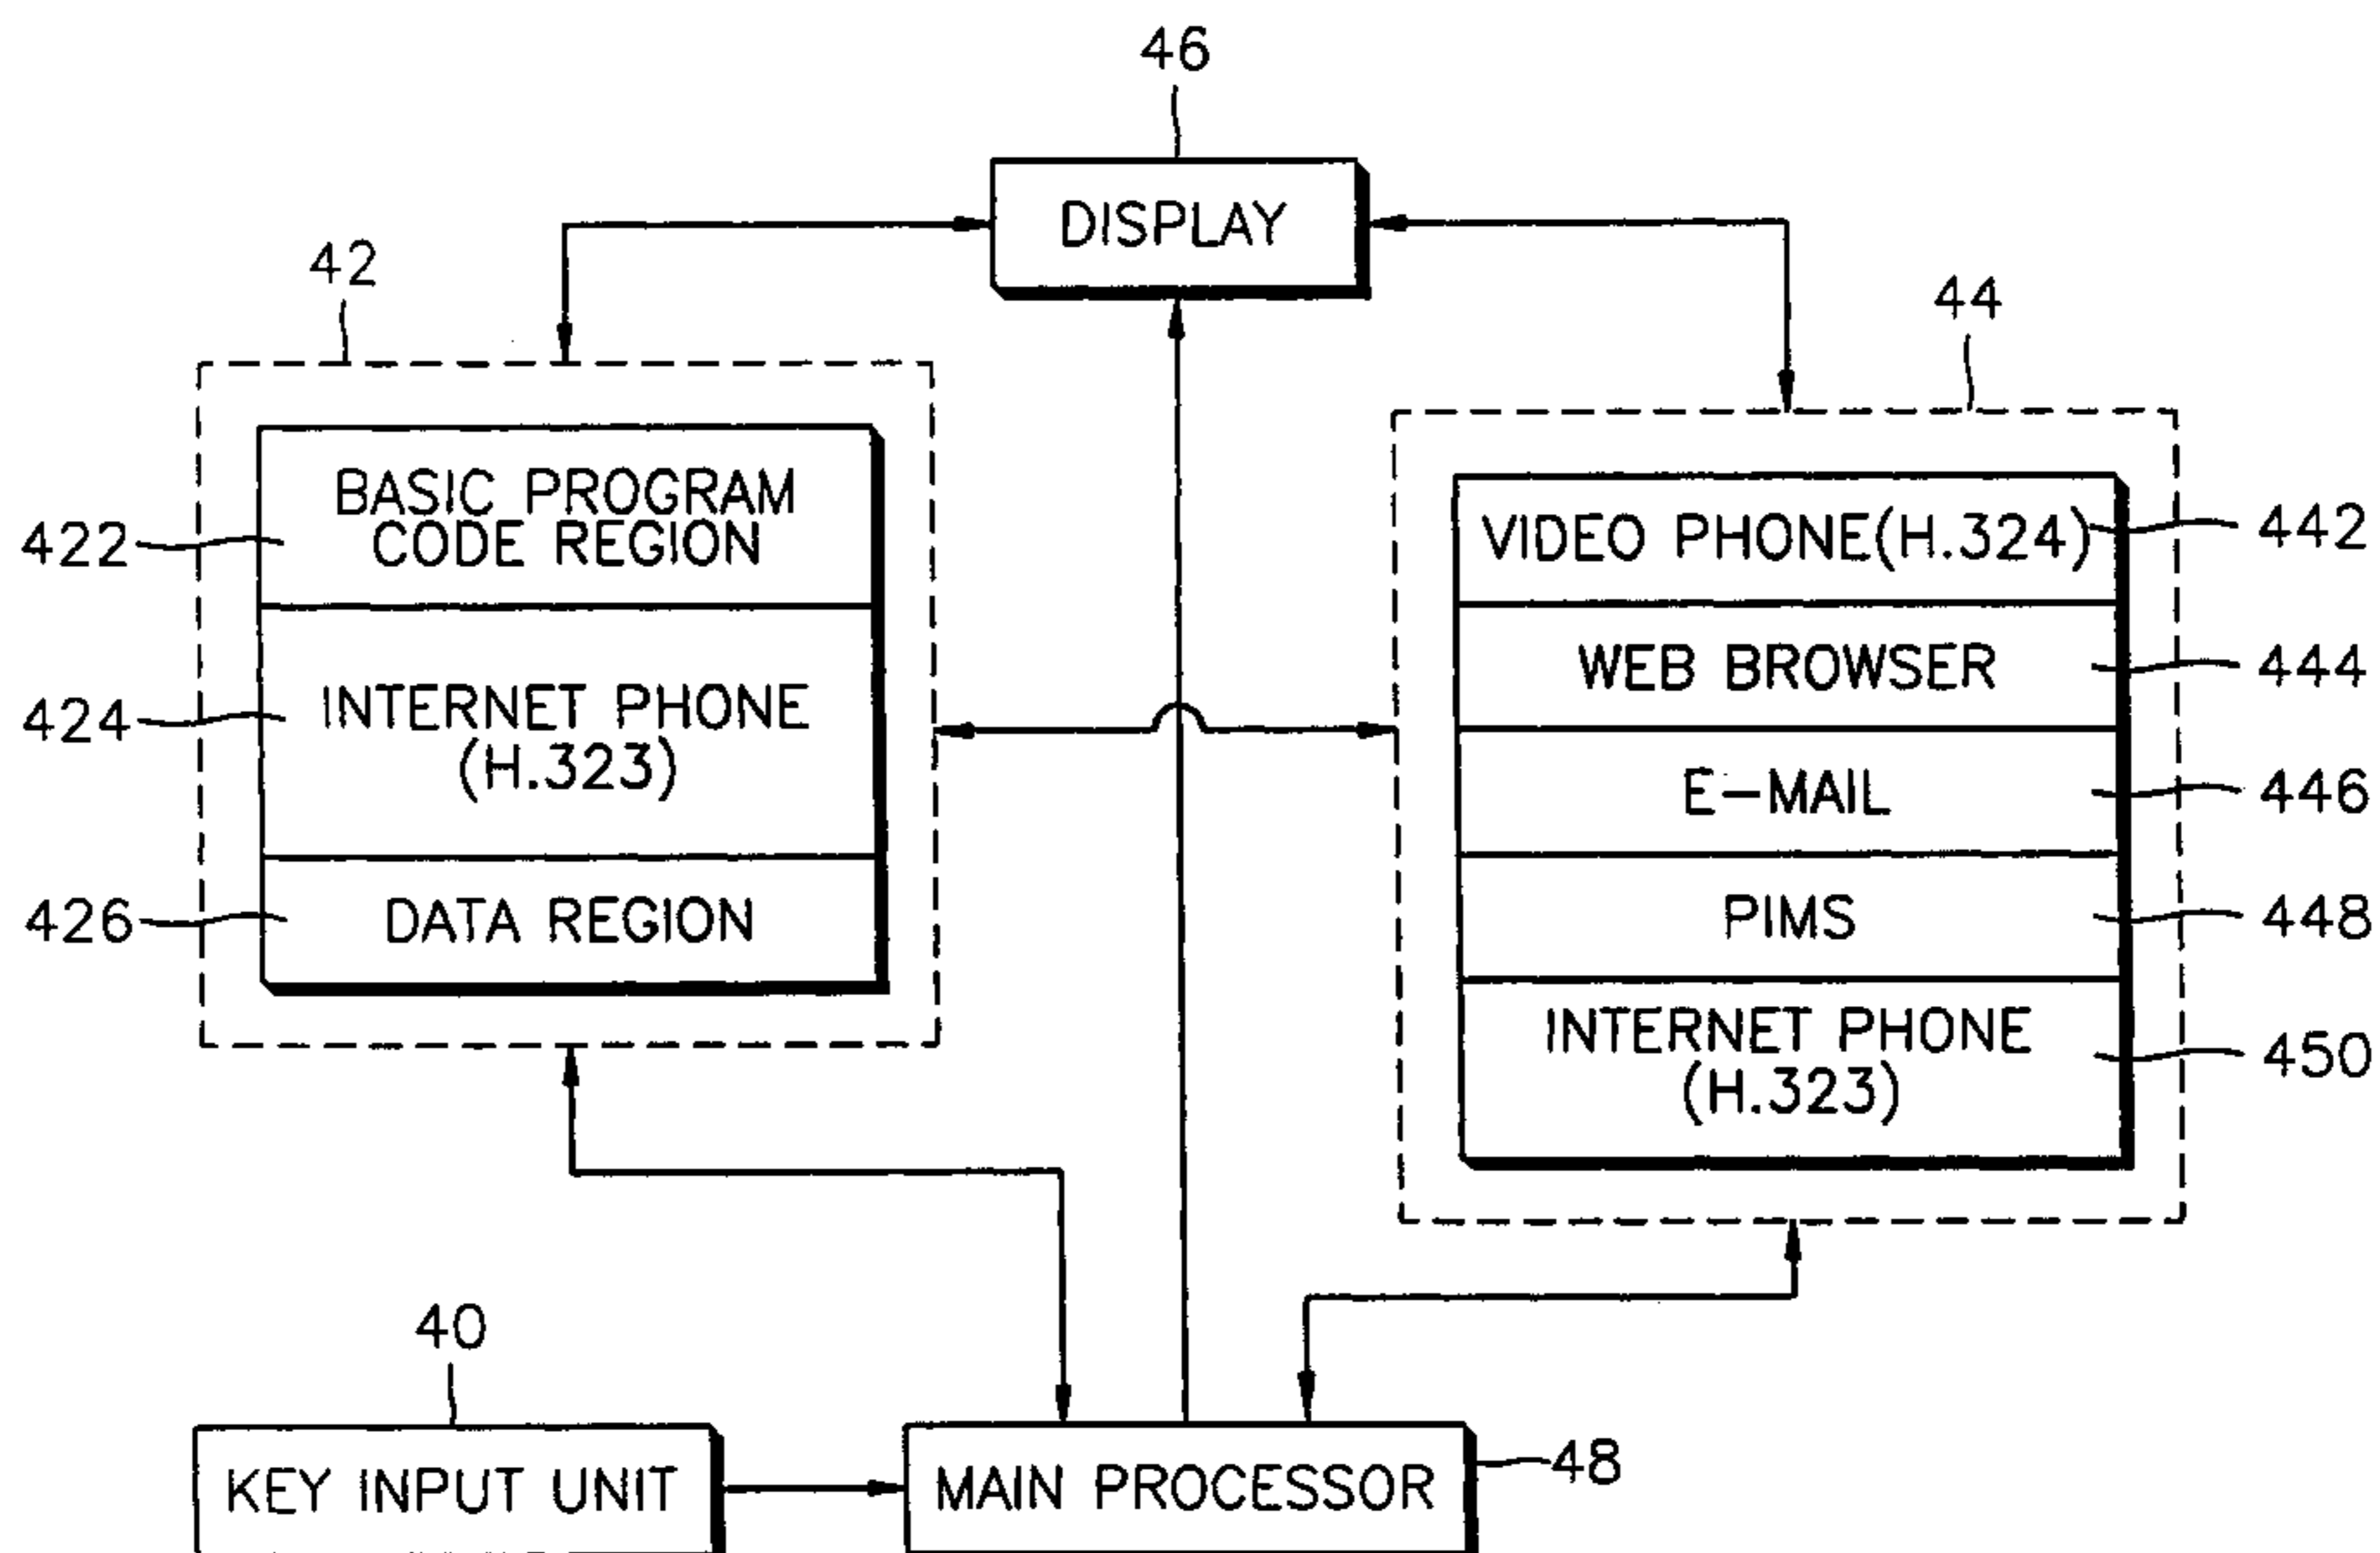 46
DISPLAY
42
44
BASIC PROGRAM
CODE REGION
422
INTERNET PHONE
(H.323)
424
DATA REGION
426
VIDEO PHONE(H.324)
442
WEB BROWSER
444
E-MAIL
446
PIMS
448
INTERNET PHONE
(H.323)
450
40
KEY INPUT UNIT
MAIN PROCESSOR
48